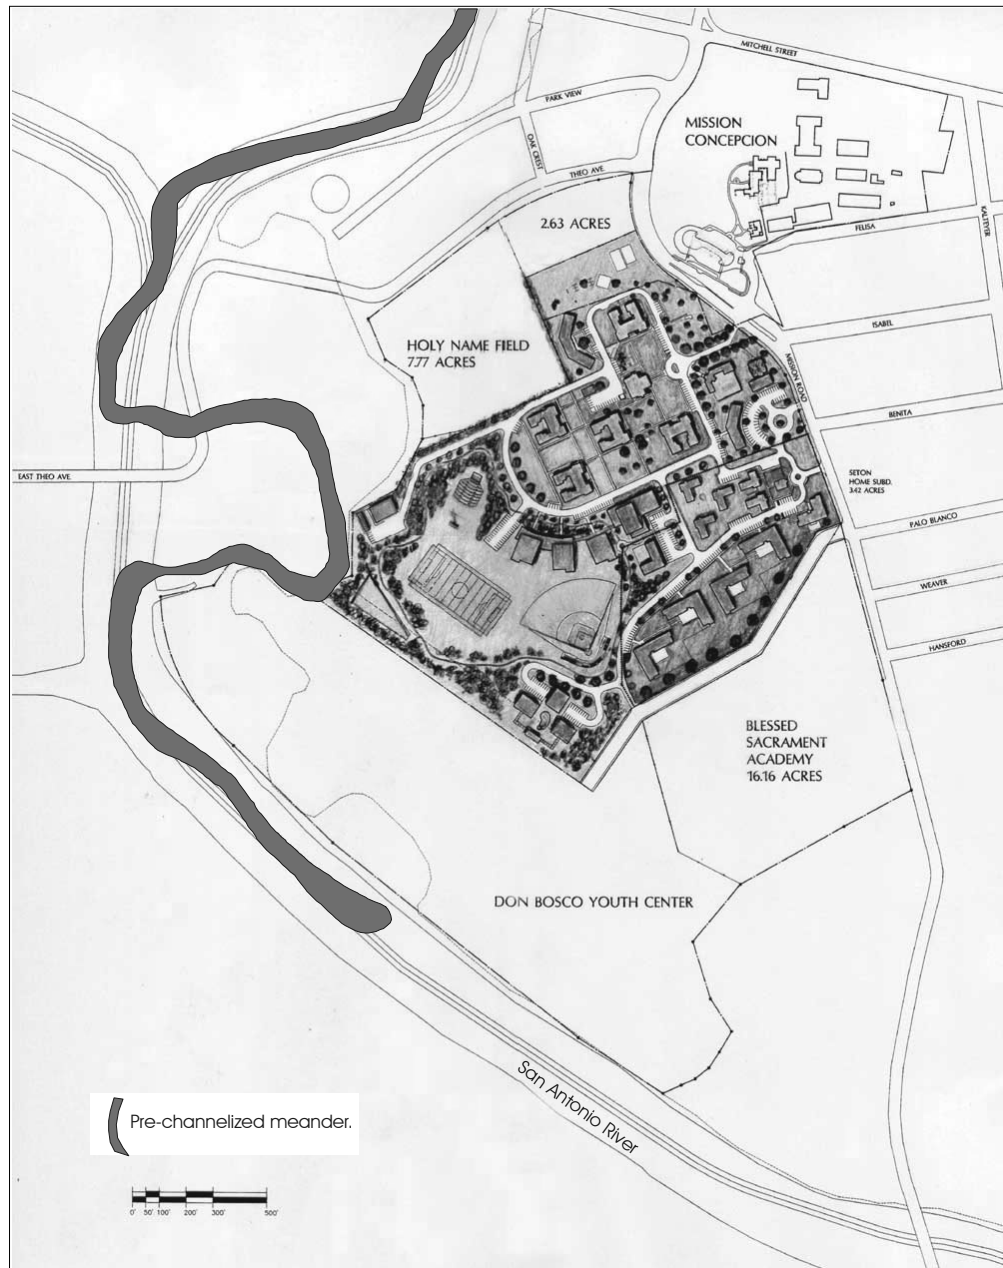 MITCHELL STREET
PARK VIEW
MISSION
CONCEPCION
OAK CREST
THEO AVE.
2.63 ACRES
KALTEYER
FELISA
ISABEL
HOLY NAME FIELD
7.77 ACRES
MISSION ROAD
BENITA
EAST THEO AVE.
SETON
HOME SUBD.
3.42 ACRES
PALO BLANCO
WEAVER
HANSFORD
BLESSED
SACRAMENT
ACADEMY
16.16 ACRES
DON BOSCO YOUTH CENTER
San Antonio River
Pre-channelized meander.
0' 50' 100' 200' 300' 500'